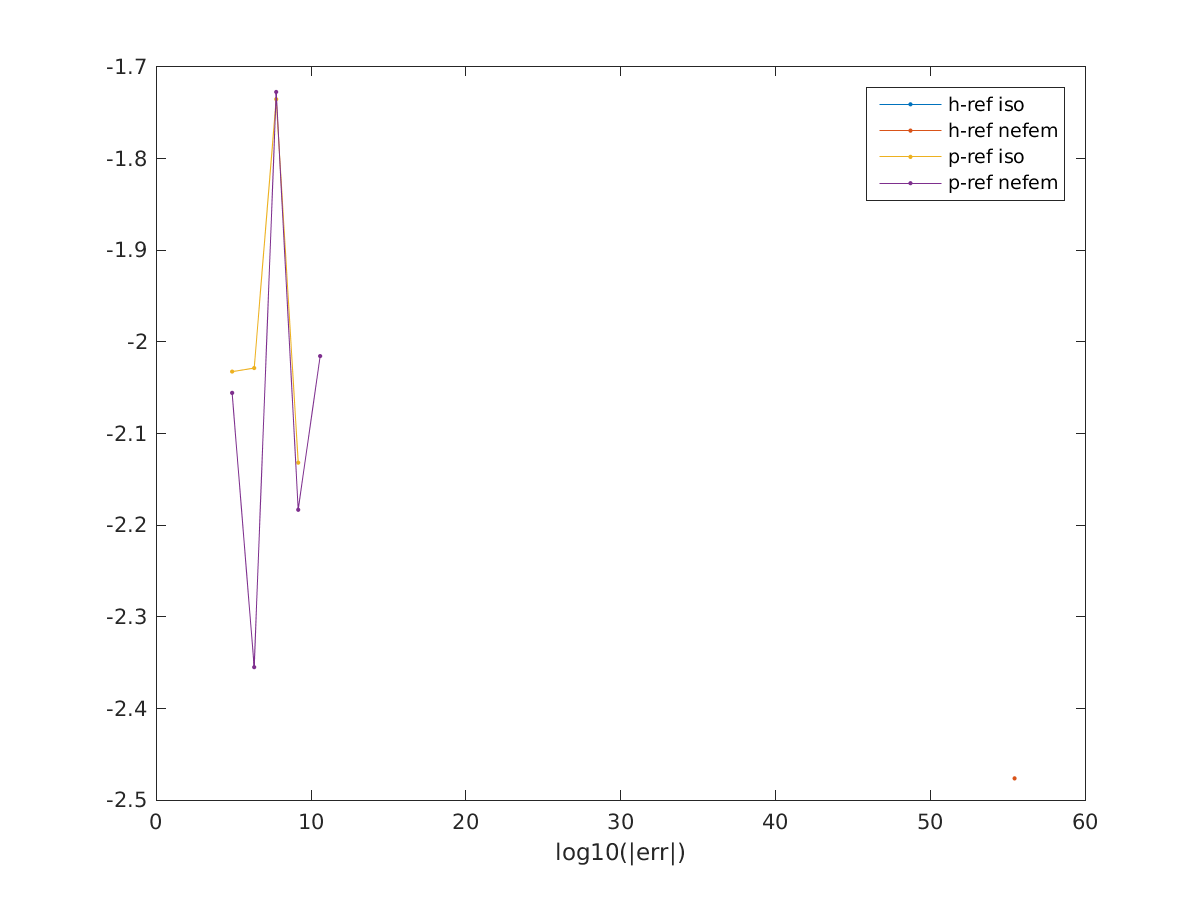 -1.7
-1.8
-1.9
-2
-2.1
-2.2
-2.3
-2.4
-2.5
0 10 20 30 40 50 60
log10(|err|)
h-ref iso
h-ref nefem
p-ref iso
p-ref nefem